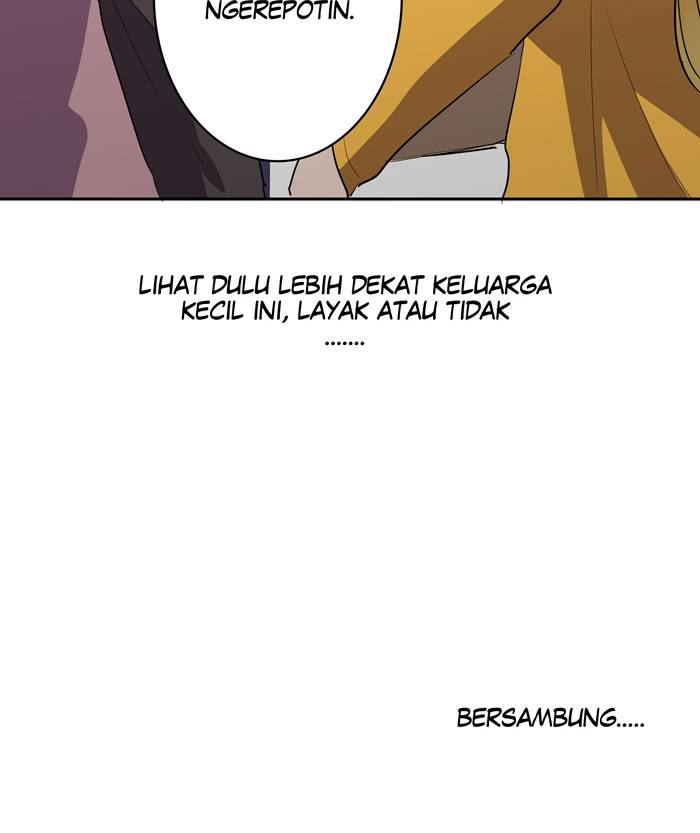 NGEREPOTIN.
LIHAT DULU LEBIH DEKAT KELUARGA
KECIL INI, LAYAK ATAU TIDAK
.......
BERSAMBUNG.....